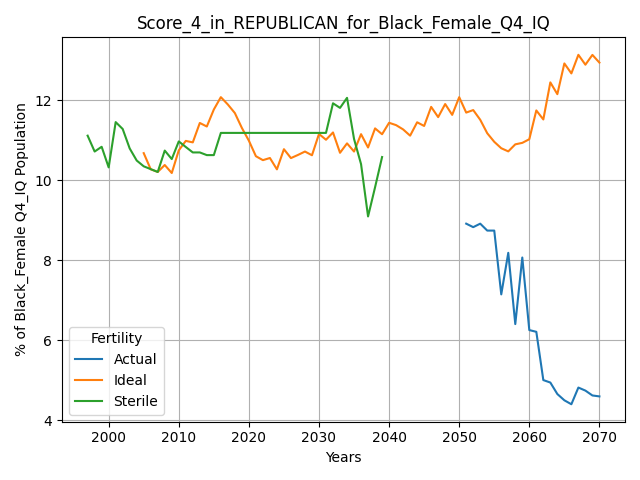 Score_4_in_REPUBLICAN_for_Black_Female_Q4_IQ
% of Black_Female Q4_IQ Population
12
10
8
6
4
Fertility
Actual
Ideal
Sterile
2000 2010 2020 2030 2040 2050 2060 2070
Years